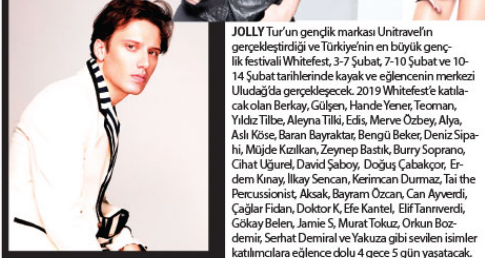 JOLLY Tur'un gençlik markası Unitravel'ın
gerçekleştirdiği ve Türkiye'nin en büyük genç-
lik festivali Whitefest, 3-7 Şubat, 7-10 Şubat ve 10-
14 Şubat tarihlerinde kayak ve eğlencenin merkezi
Uludağ'da gerçekleşecek. 2019 Whitefest'e katıla-
cak olan Berkay, Gülşen, Hande Yener, Teoman,
Yıldız Tilbe, Aleyna Tilki, Edis, Merve Özbey, Alya,
Aslı Köse, Baran Bayraktar, Bengü Beker, Deniz Sipa-
hi, Müjde Kızılkan, Zeynep Bastık, Burry Soprano,
Cihat Uğurel, David Şaboy, Doğuş Çabakçor, Er-
dem Kınay, İlkay Sencan, Kerimcan Durmaz, Tai the
Percussionist, Aksak, Bayram Özcan, Can Ayverdi,
Çağlar Fidan, Doktor K, Efe Kantel, Elif Tanrıverdi,
Gökay Belen, Jamie S, Murat Tokuz, Orkun Boz-
demir, Serhat Demiral ve Yakuza gibi sevilen isimler
katılımcılara eğlence dolu 4 gece 5 gün yaşatacak.